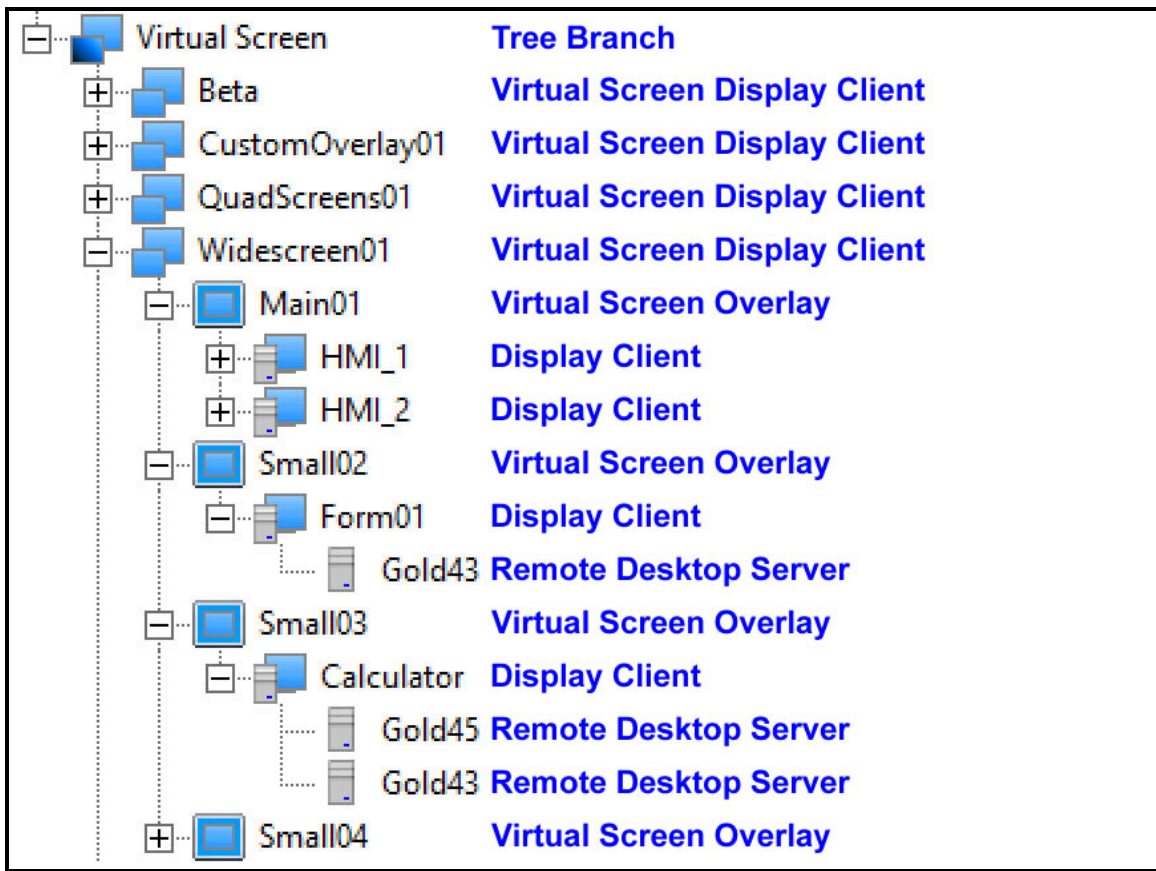 Virtual Screen Tree Branch
Beta Virtual Screen Display Client
CustomOverlay01 Virtual Screen Display Client
QuadScreens01 Virtual Screen Display Client
Widescreen01 Virtual Screen Display Client
Main01 Virtual Screen Overlay
HMI_1 Display Client
HMI_2 Display Client
Small02 Virtual Screen Overlay
Form01 Display Client
Gold43 Remote Desktop Server
Small03 Virtual Screen Overlay
Calculator Display Client
Gold45 Remote Desktop Server
Gold43 Remote Desktop Server
Small04 Virtual Screen Overlay